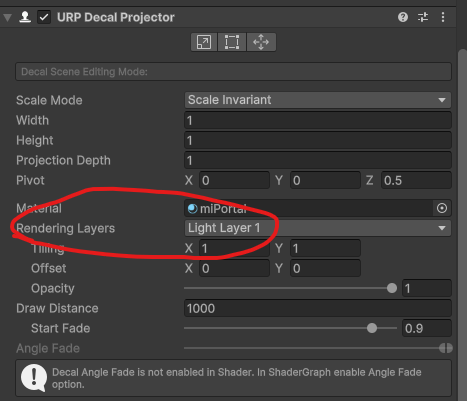 URP Decal Projector
Decal Scene Editing Mode:
Scale Mode Scale Invariant
Width 1
Height 1
Projection Depth 1
Pivot X 0 Y 0 Z 0.5
Material miPortal
Rendering Layers Light Layer 1
Tilling X 1 Y 1
Offset X 0 Y 0
Opacity 1
Draw Distance 1000
Start Fade 0.9
Angle Fade
Decal Angle Fade is not enabled in Shader. In ShaderGraph enable Angle Fade
option.